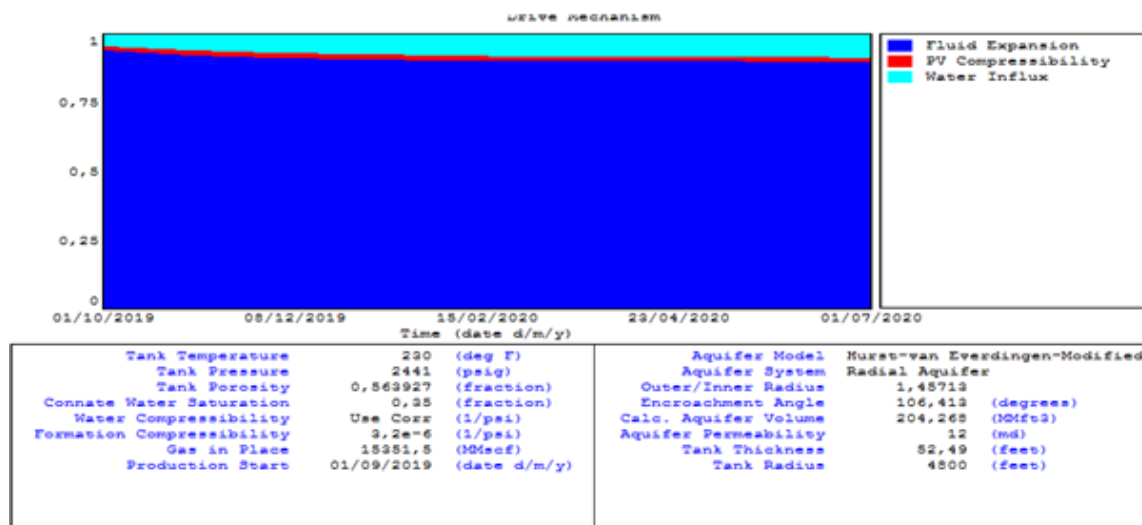 Drive Mechanism
1
0,75
0,5
0,25
0
01/10/2019 08/12/2019 15/02/2020 23/04/2020 01/07/2020
Time (date d/m/y)
Fluid Expansion
PV Compressibility
Water Influx
Tank Temperature 230 (deg F)
Tank Pressure 2441 (psig)
Tank Porosity 0,563927 (fraction)
Connate Water Saturation 0,35 (fraction)
Water Compressibility Use Corr (1/psi)
Formation Compressibility 3,2e-6 (1/psi)
Gas in Place 15351,5 (MMscf)
Production Start 01/09/2019 (date d/m/y)
Aquifer Model Hurst-van Everdingen-Modified
Aquifer System Radial Aquifer
Outer/Inner Radius 1,45713
Encroachment Angle 106,413 (degrees)
Calc. Aquifer Volume 204,268 (MMft3)
Aquifer Permeability 12 (md)
Tank Thickness 52,49 (feet)
Tank Radius 4800 (feet)